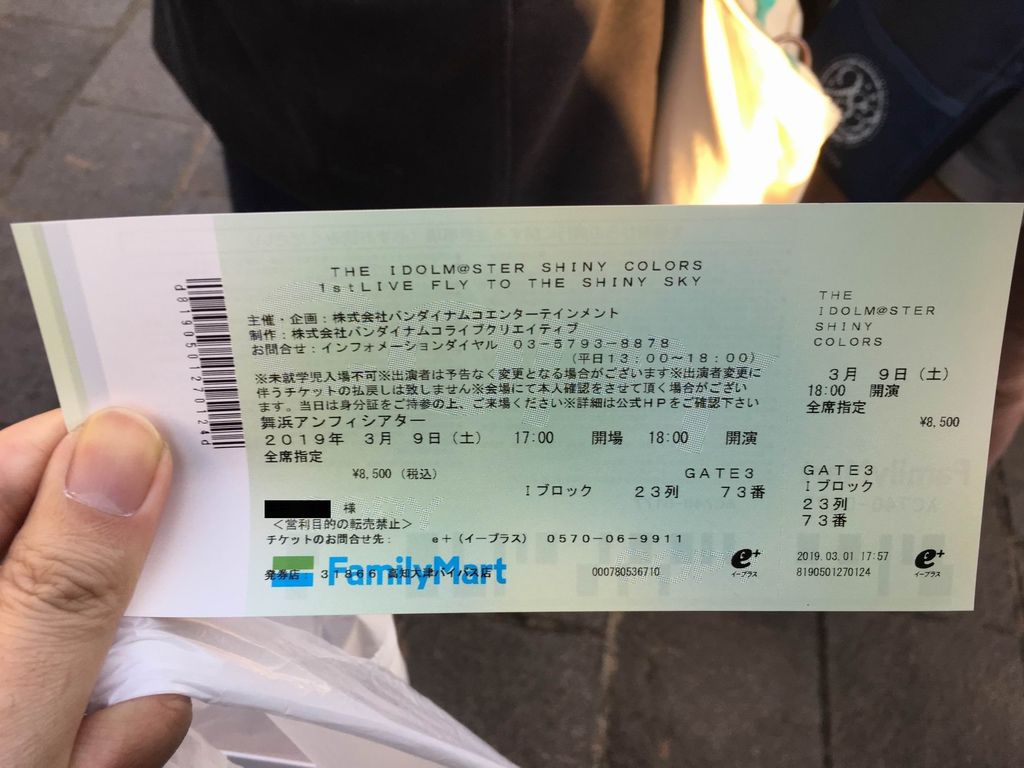 THE IDOLM@STER SHINY COLORS
1stLIVE FLY TO THE SHINY SKY
主催・企画：株式会社バンダイナムコエンターテインメント
制作：株式会社バンダイナムコライブクリエイティブ
お問合せ：インフォメーションダイヤル 03-5793-8878
（平日13:00～18:00）
※未就学児入場不可※出演者は予告なく変更となる場合がございます※出演者変更に
伴うチケットの払戻しは致しません※会場にて本人確認をさせて頂く場合がござい
ます。当日は身分証をご持参の上、ご来場ください※詳細は公式HPをご確認下さい
舞浜アンフィシアター
2019年 3月 9日（土） 17:00 開場 18:00 開演
全席指定
¥8,500（税込） GATE3
Iブロック 23列 73番
様
＜営利目的の転売禁止＞
チケットのお問合せ先： e+（イープラス） 0570-06-9911
FamilyMart
発券店： 31866 高知大津バイパス店
000780536710
e+
イープラス
d8190501270124d
THE
IDOLM@STER
SHINY
COLORS
3月 9日（土）
18:00 開演
全席指定
¥8,500
GATE3
Iブロック
23列
73番
2019.03.01 17:57
8190501270124
e+
イープラス